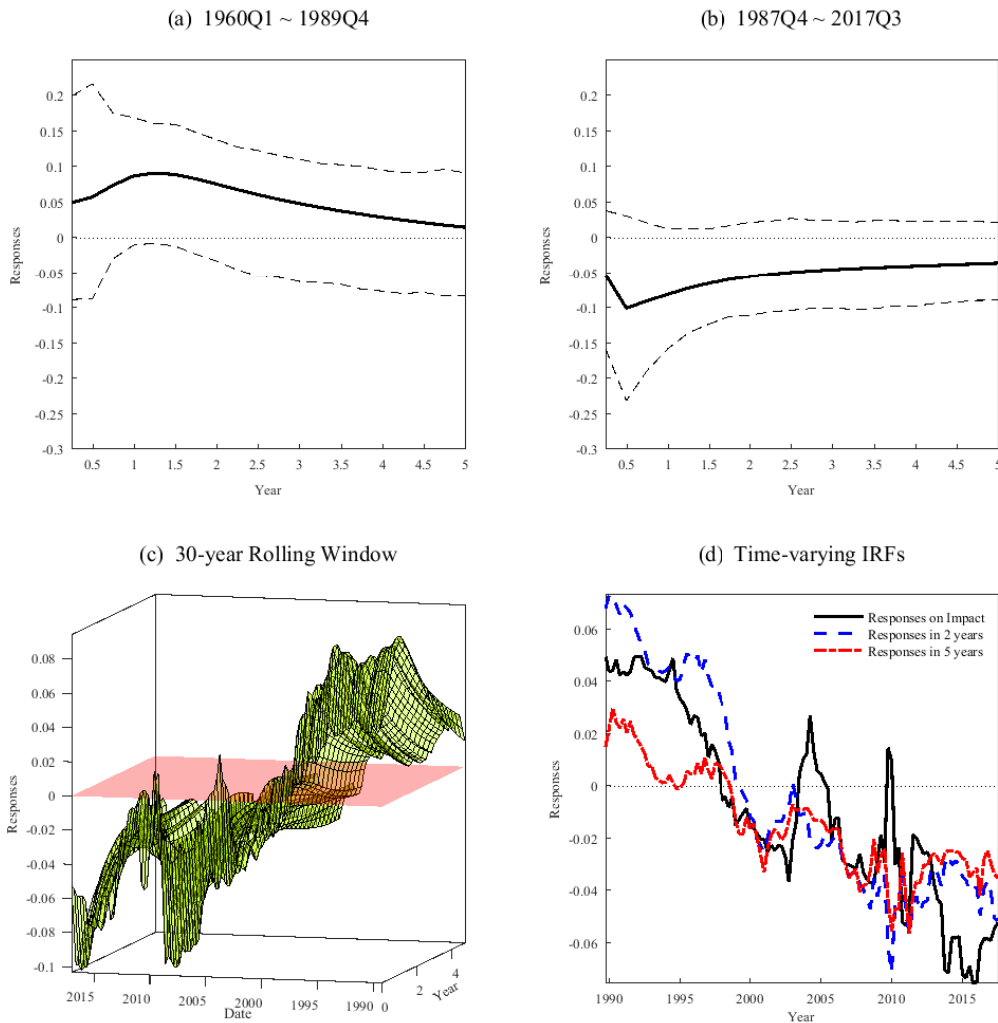 (a) 1960Q1 ~ 1989Q4
0.2
0.15
0.1
0.05
0
-0.05
-0.1
-0.15
-0.2
-0.25
-0.3
Responses
0.5 1 1.5 2 2.5 3 3.5 4 4.5 5
Year
(b) 1987Q4 ~ 2017Q3
0.2
0.15
0.1
0.05
0
-0.05
-0.1
-0.15
-0.2
-0.25
-0.3
Responses
0.5 1 1.5 2 2.5 3 3.5 4 4.5 5
Year
(c) 30-year Rolling Window
0.08
0.06
0.04
0.02
0
-0.02
-0.04
-0.06
-0.08
-0.1
Responses
2015 2010 2005 2000 1995 1990
Date
0 2 4
Year
(d) Time-varying IRFs
Responses on Impact
Responses in 2 years
Responses in 5 years
0.06
0.04
0.02
0
-0.02
-0.04
-0.06
Responses
1990 1995 2000 2005 2010 2015
Year